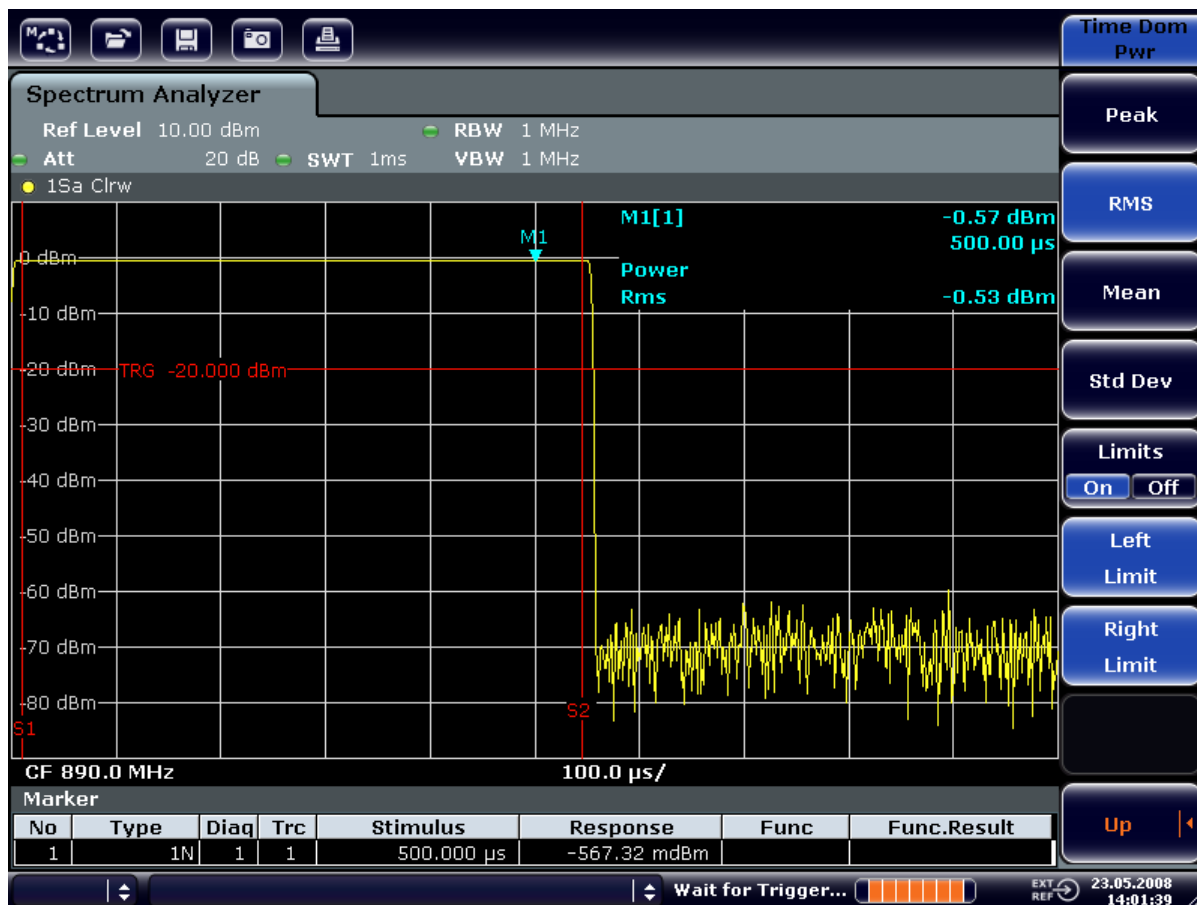 Time Dom
Pwr
Spectrum Analyzer
Ref Level 10.00 dBm RBW 1 MHz
Att 20 dB SWT 1ms VBW 1 MHz
1Sa Clrw
Peak
RMS
Mean
Std Dev
Limits
On Off
Left
Limit
Right
Limit
Up
M1[1] -0.57 dBm
500.00 µs
Power
Rms -0.53 dBm
M1
0 dBm
-10 dBm
-20 dBm
TRG -20.000 dBm
-30 dBm
-40 dBm
-50 dBm
-60 dBm
-70 dBm
-80 dBm
S1
S2
CF 890.0 MHz 100.0 µs/
Marker
No Type Diaq Trc Stimulus Response Func Func.Result
1 1N 1 1 500.000 µs -567.32 mdBm
Wait for Trigger...
EXT
REF
23.05.2008
14:01:39
M